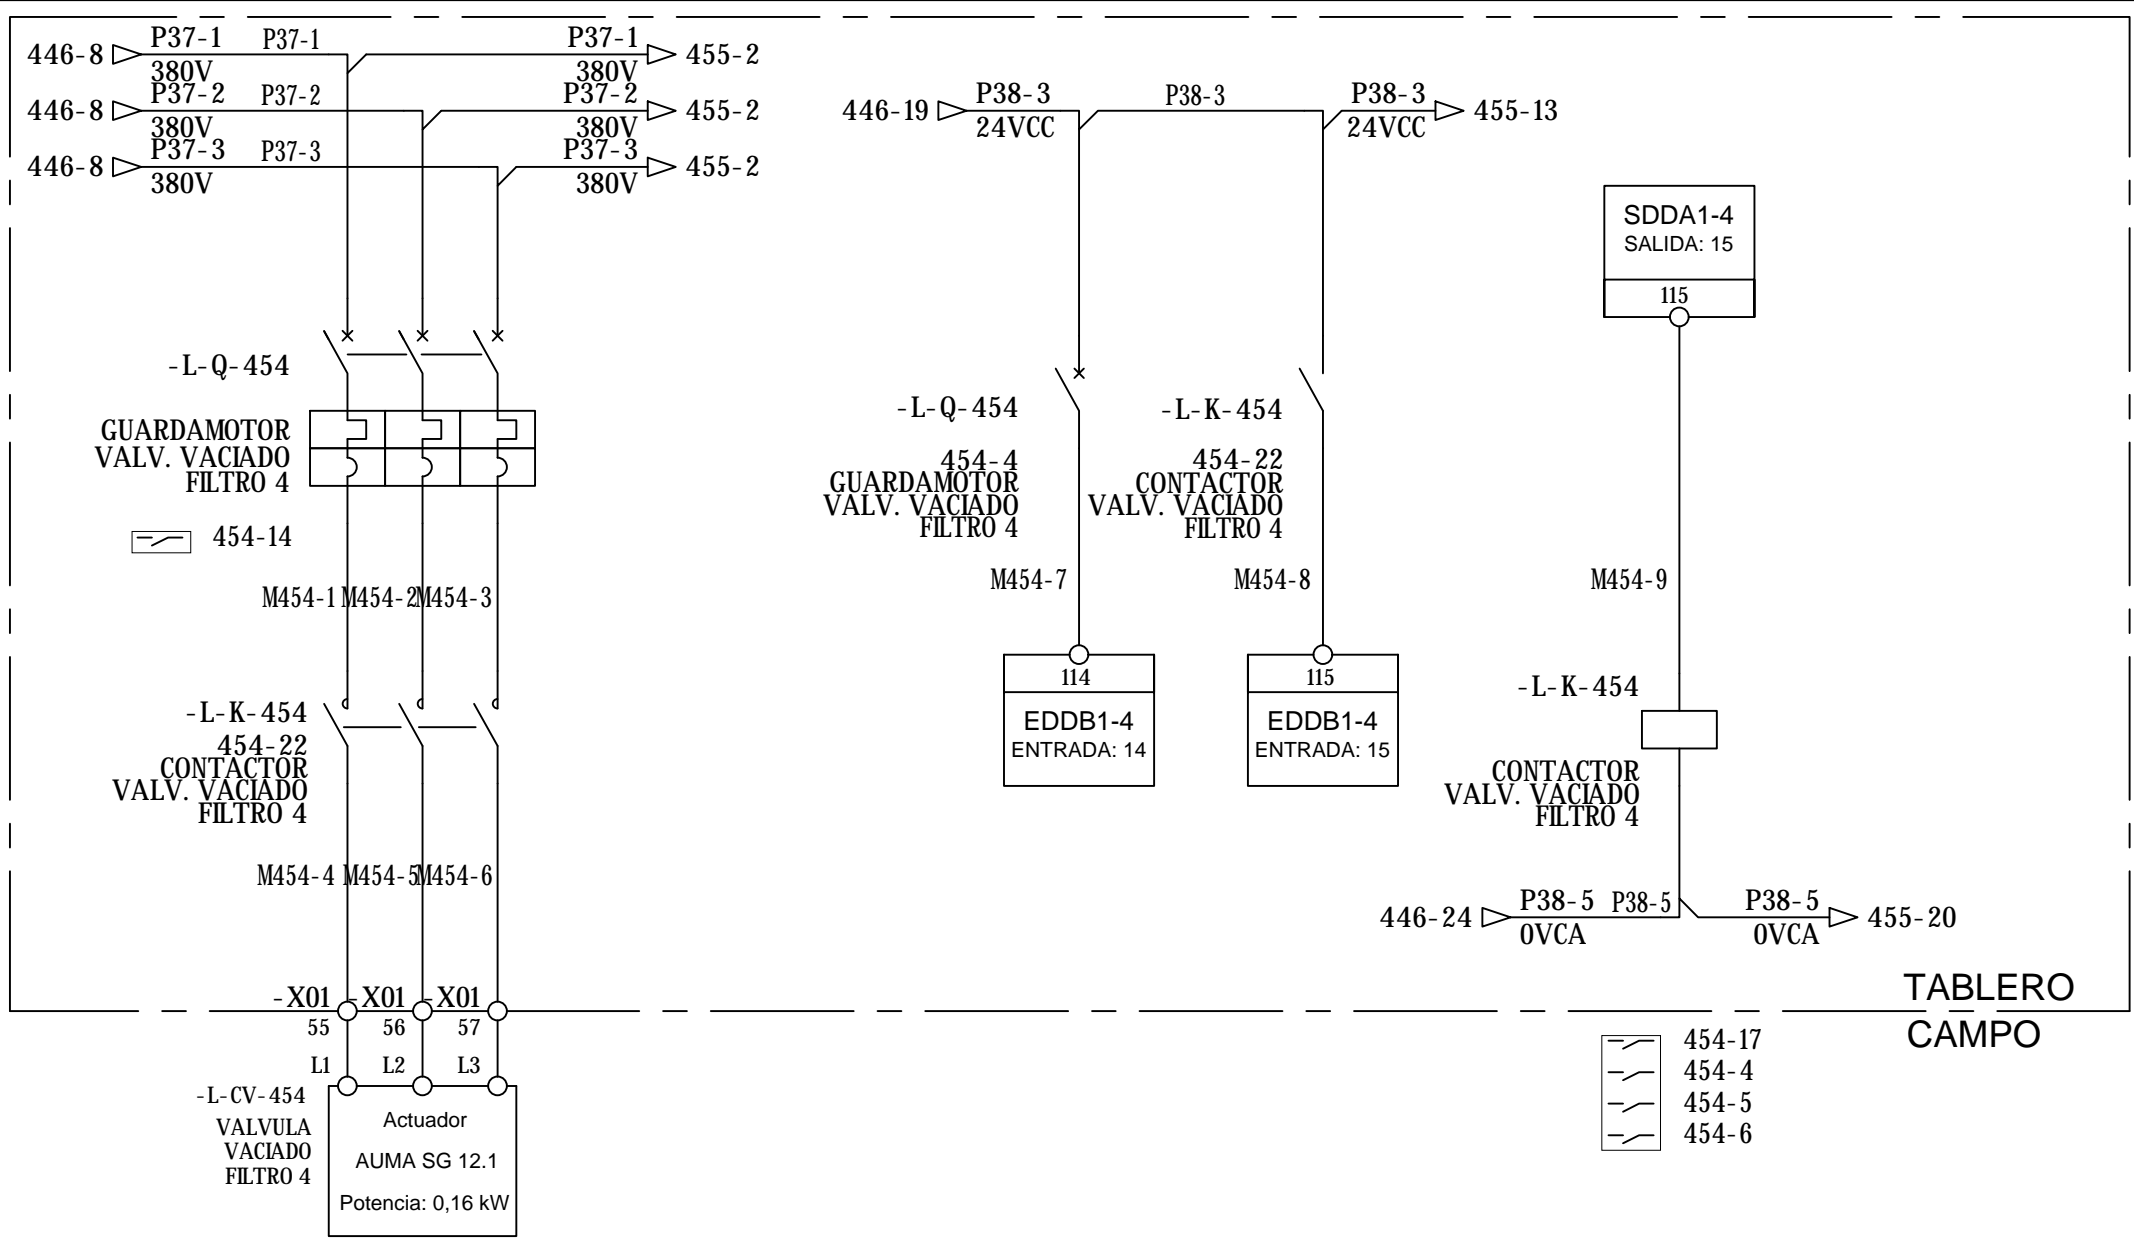 446-8 P37-1 P37-1 P37-1 455-2
380V 380V
446-8 P37-2 P37-2 P37-2 455-2
380V 380V
446-8 P37-3 P37-3 P37-3 455-2
380V 380V
-L-Q-454
GUARDAMOTOR
VALV. VACIADO
FILTRO 4
454-14
M454-1 M454-2 M454-3
-L-K-454
454-22
CONTACTOR
VALV. VACIADO
FILTRO 4
M454-4 M454-5 M454-6
-X01 -X01 -X01
55 56 57
L1 L2 L3
-L-CV-454
VALVULA
VACIADO
FILTRO 4
Actuador
AUMA SG 12.1
Potencia: 0,16 kW
446-19 P38-3 P38-3 P38-3 455-13
24VCC 24VCC
-L-Q-454
454-4
GUARDAMOTOR
VALV. VACIADO
FILTRO 4
M454-7
114
EDDB1-4
ENTRADA: 14
-L-K-454
454-22
CONTACTOR
VALV. VACIADO
FILTRO 4
M454-8
115
EDDB1-4
ENTRADA: 15
SDDA1-4
SALIDA: 15
115
M454-9
-L-K-454
CONTACTOR
VALV. VACIADO
FILTRO 4
446-24 P38-5 P38-5 P38-5 455-20
0VCA 0VCA
TABLERO
CAMPO
454-17
454-4
454-5
454-6